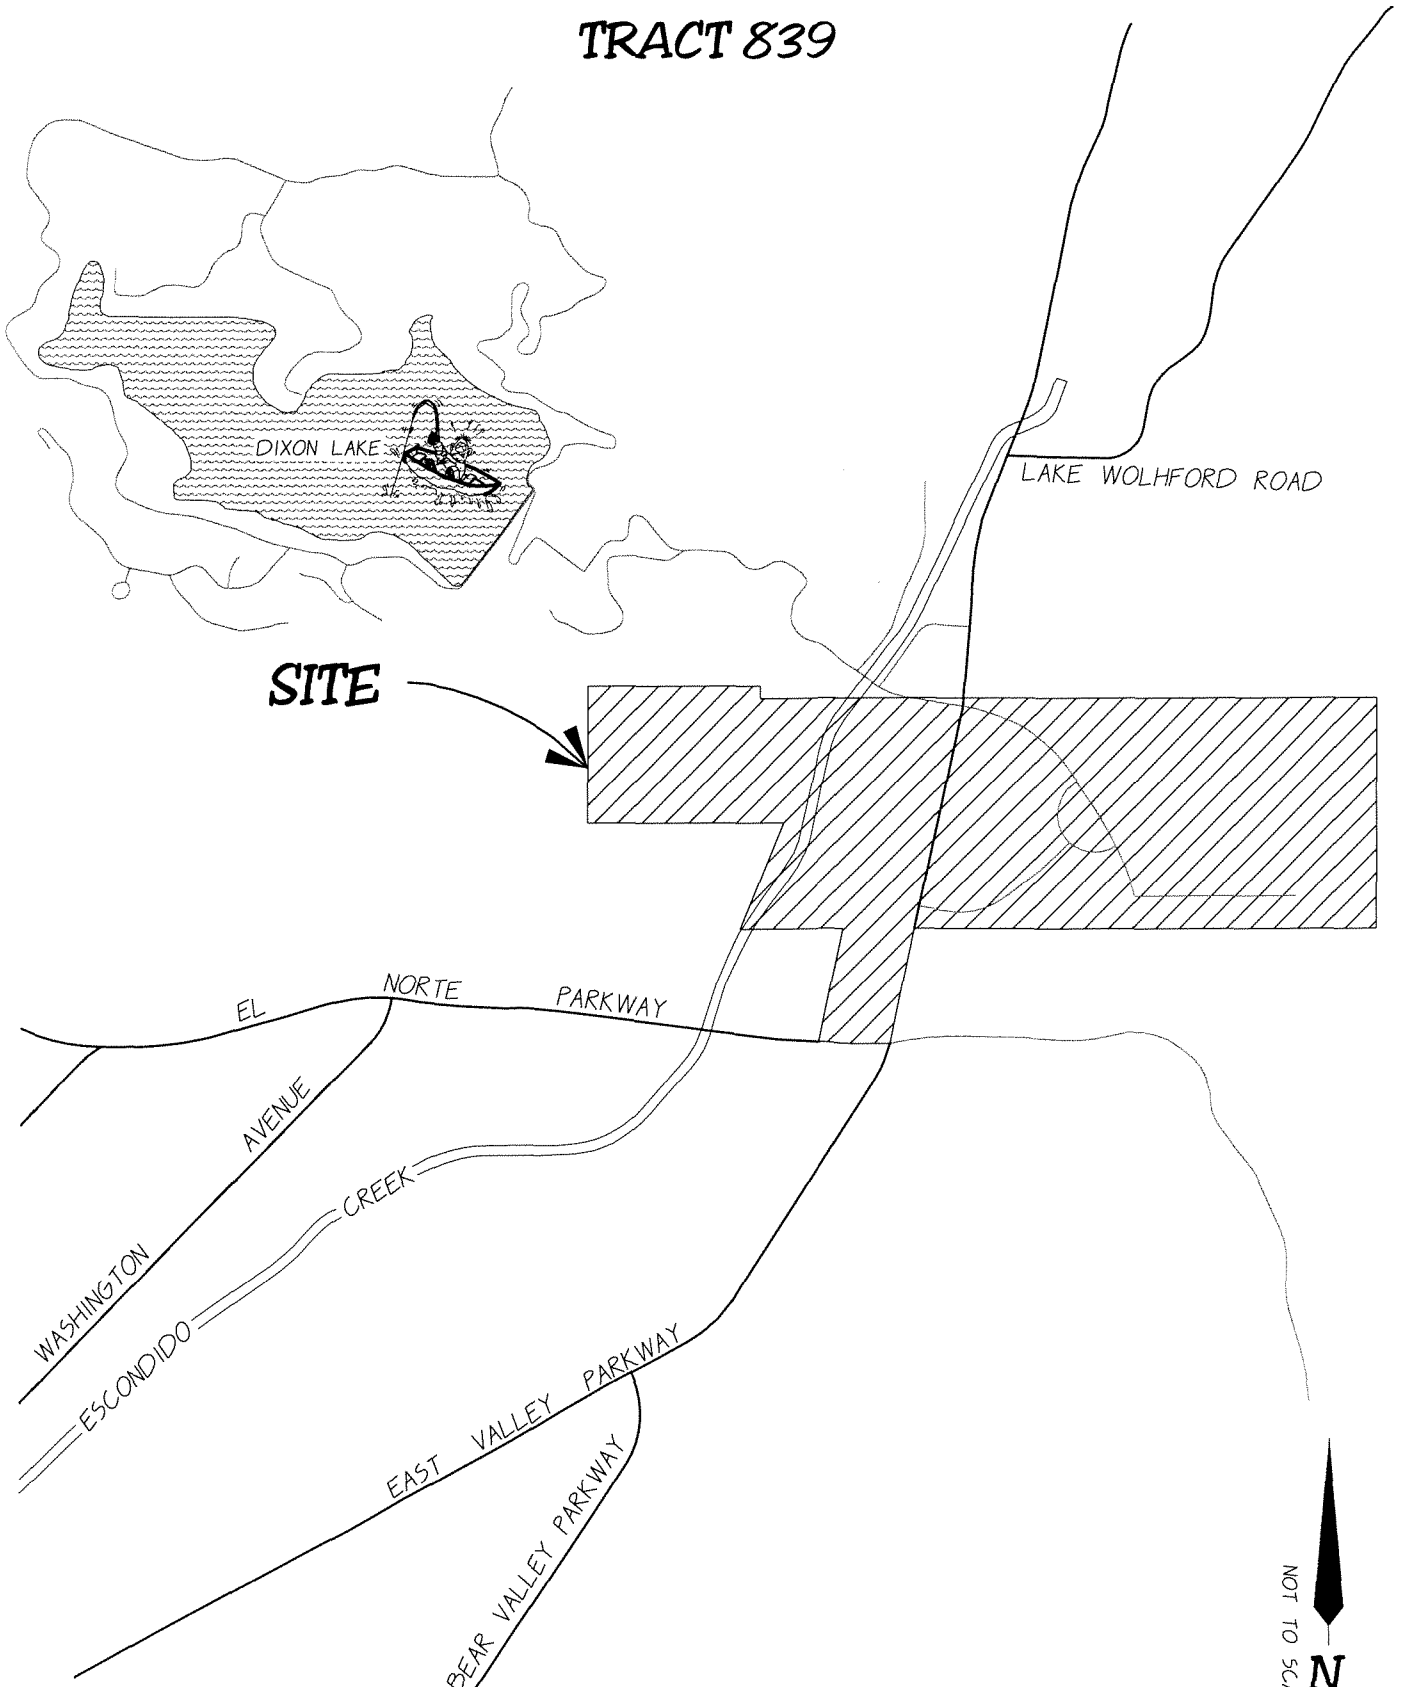 TRACT 839
DIXON LAKE
LAKE WOLHFORD ROAD
SITE
EL NORTE PARKWAY
WASHINGTON AVENUE
ESCONDIDO CREEK
EAST VALLEY PARKWAY
BEAR VALLEY PARKWAY
NOT TO
N